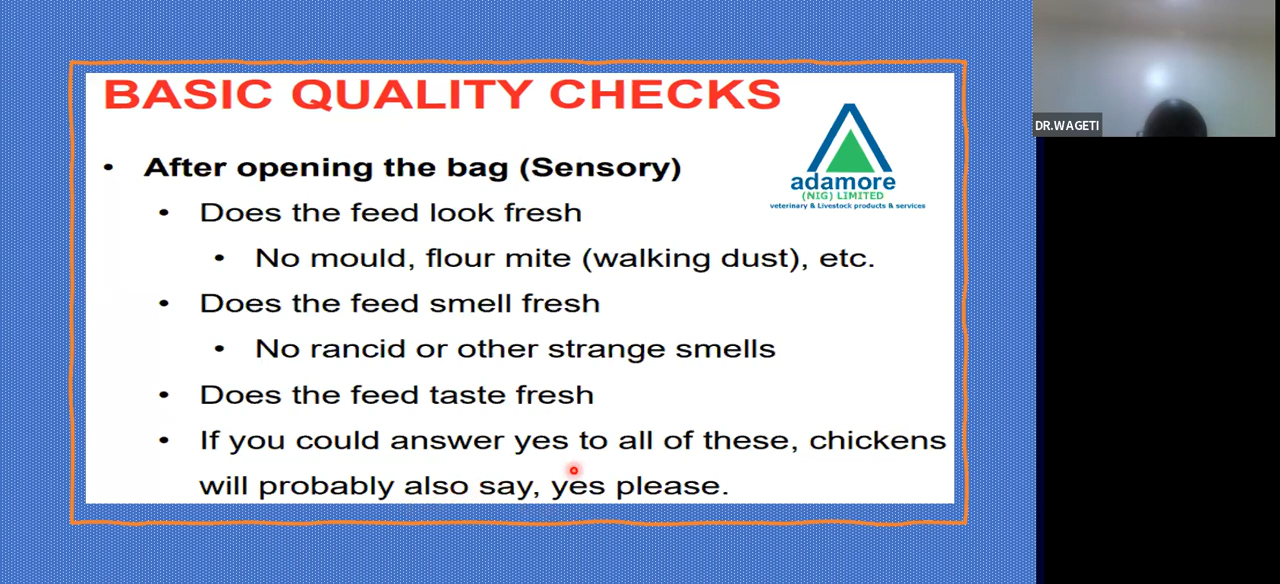 BASIC QUALITY CHECKS
adamore
(NIG) LIMITED
veterinary & Livestock products & services
• After opening the bag (Sensory)
• Does the feed look fresh
• No mould, flour mite (walking dust), etc.
• Does the feed smell fresh
• No rancid or other strange smells
• Does the feed taste fresh
• If you could answer yes to all of these, chickens
will probably also say, yes please.
DR.WAGETI